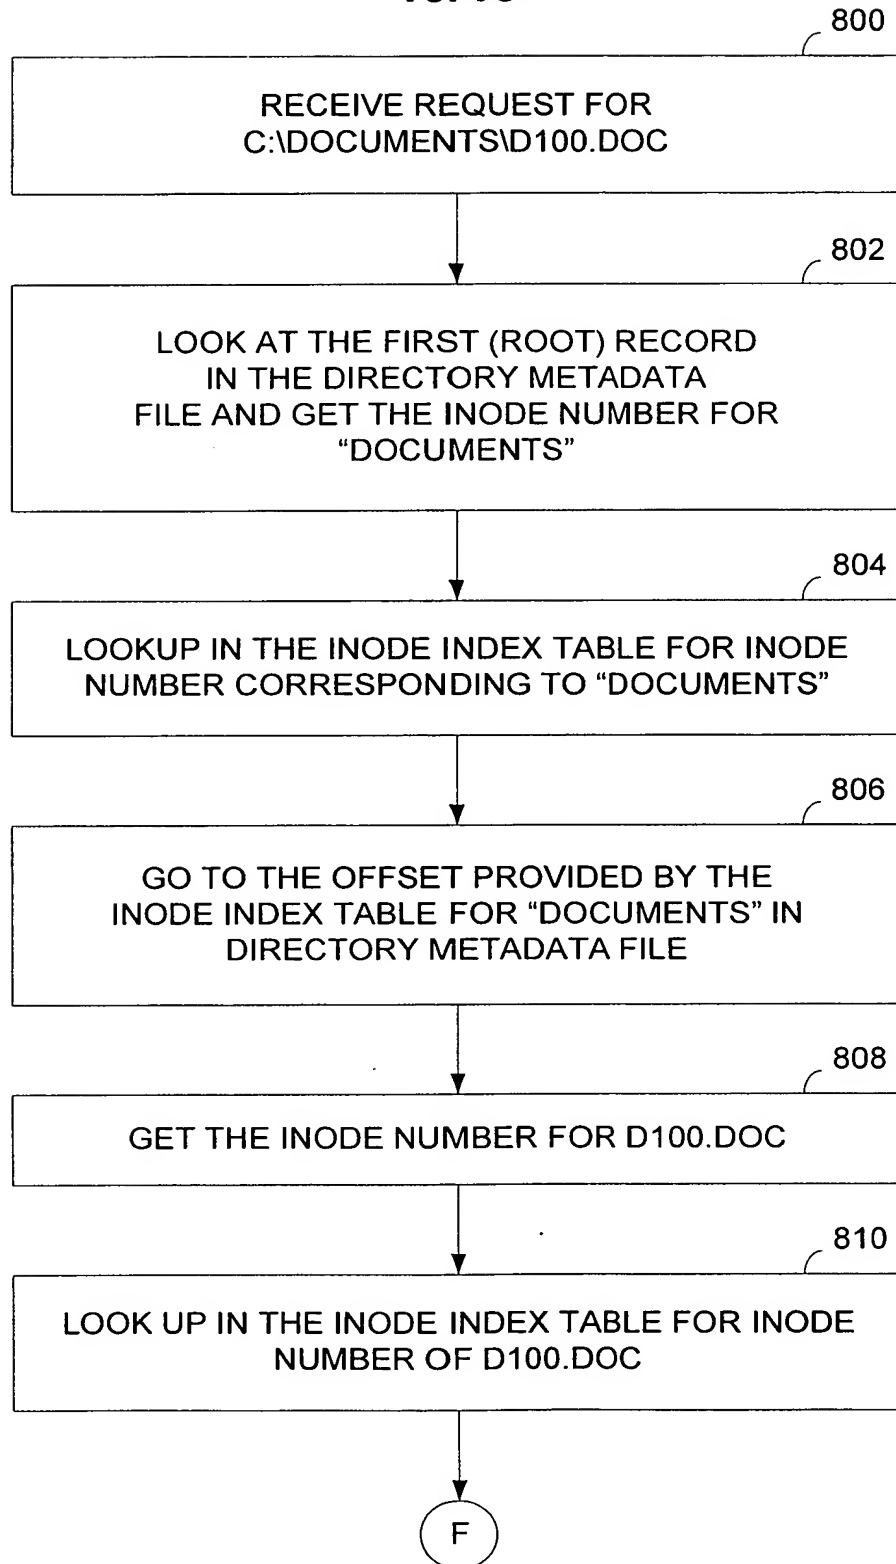 800
RECEIVE REQUEST FOR
C:\DOCUMENTS\D100.DOC
802
LOOK AT THE FIRST (ROOT) RECORD
IN THE DIRECTORY METADATA
FILE AND GET THE INODE NUMBER FOR
“DOCUMENTS”
804
LOOKUP IN THE INODE INDEX TABLE FOR INODE
NUMBER CORRESPONDING TO “DOCUMENTS”
806
GO TO THE OFFSET PROVIDED BY THE
INODE INDEX TABLE FOR “DOCUMENTS” IN
DIRECTORY METADATA FILE
808
GET THE INODE NUMBER FOR D100.DOC
810
LOOK UP IN THE INODE INDEX TABLE FOR INODE
NUMBER OF D100.DOC
F